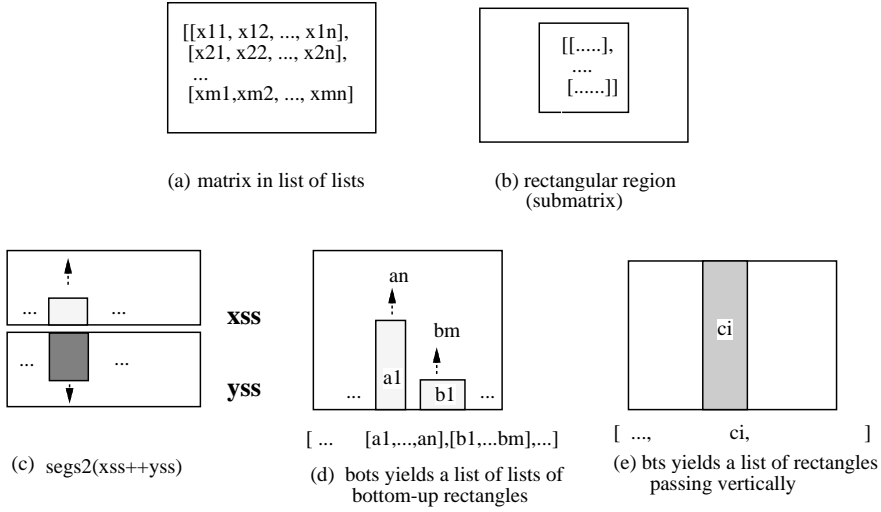 [[x11, x12, ..., x1n],
[x21, x22, ..., x2n],
...
[xm1,xm2, ..., xmn]
(a) matrix in list of lists
[[.....],
....
[......]]
(b) rectangular region
(submatrix)
... ...
xss
... ...
yss
(c) segs2(xss++yss)
an
bm
a1
... b1 ...
[ ... [a1,...,an],[b1,...bm],...]
(d) bots yields a list of lists of
bottom-up rectangles
ci
[ ..., ci, ]
(e) bts yields a list of rectangles
passing vertically